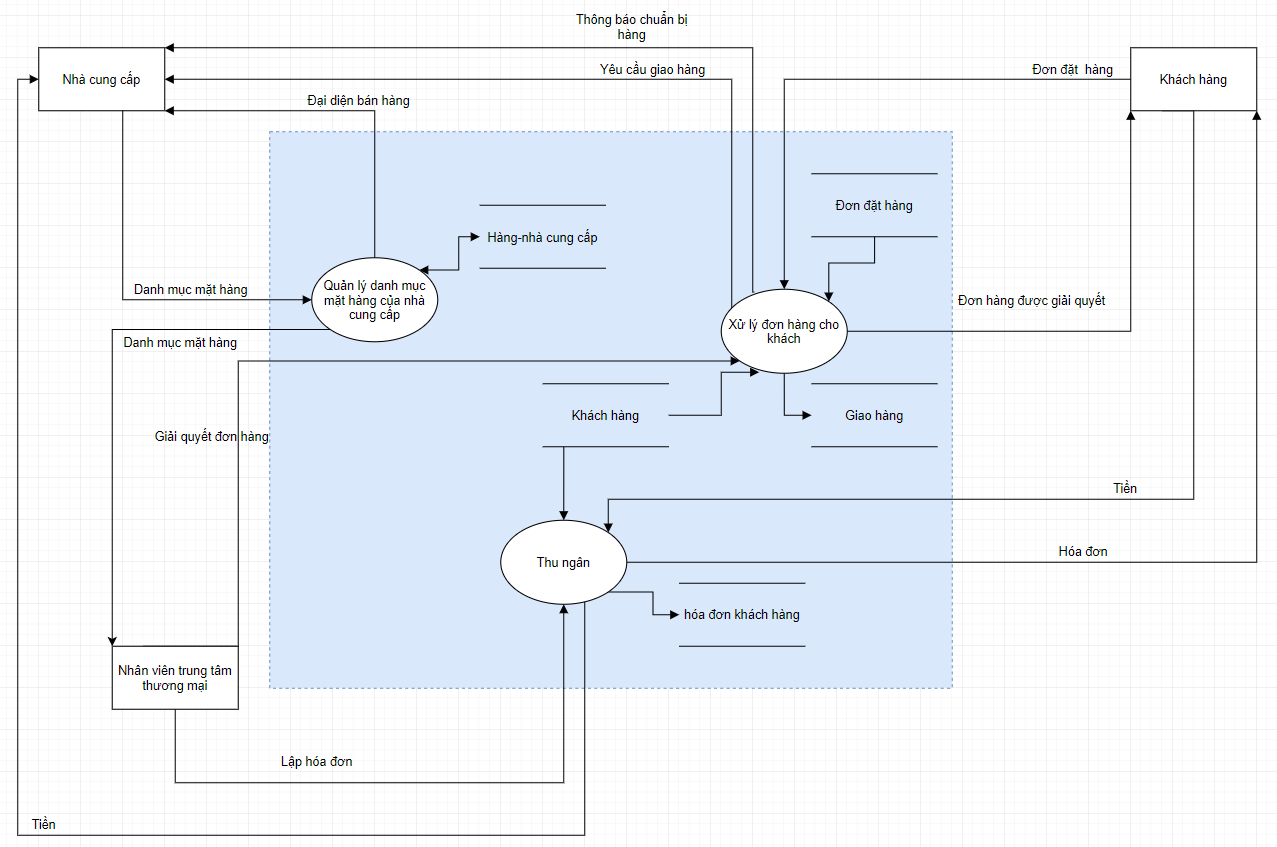 Thông báo chuẩn bị
hàng
Nhà cung cấp
Yêu cầu giao hàng
Đơn đặt hàng
Khách hàng
Đại diện bán hàng
Đơn đặt hàng
Hàng-nhà cung cấp
Danh mục mặt hàng
Quản lý danh mục
mặt hàng của nhà
cung cấp
Đơn hàng được giải quyết
Xử lý đơn hàng cho
khách
Danh mục mặt hàng
Khách hàng
Giao hàng
Giải quyết đơn hàng
Tiền
Hóa đơn
Thu ngân
hóa đơn khách hàng
Nhân viên trung tâm
thương mại
Lập hóa đơn
Tiền